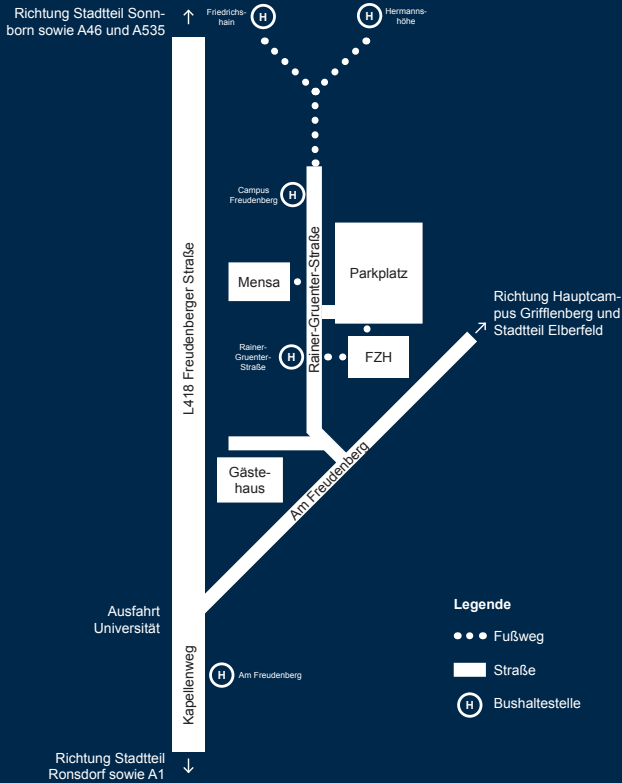 Richtung Stadtteil Sonn-
born sowie A46 und A535
Friedrichs-
hain
H
H
Hermanns-
höhe
Campus
Freudenberg
H
L418 Freudenberger Straße
Rainer-Gruenter-Straße
Mensa
Parkplatz
Richtung Hauptcam-
pus Grifflenberg und
Stadtteil Elberfeld
Rainer-
Gruenter-
Straße
H
FZH
Gäste-
haus
Am Freudenberg
Ausfahrt
Universität
Kapellenweg
H
Am Freudenberg
Richtung Stadtteil
Ronsdorf sowie A1
Legende
Fußweg
Straße
H
Bushaltestelle